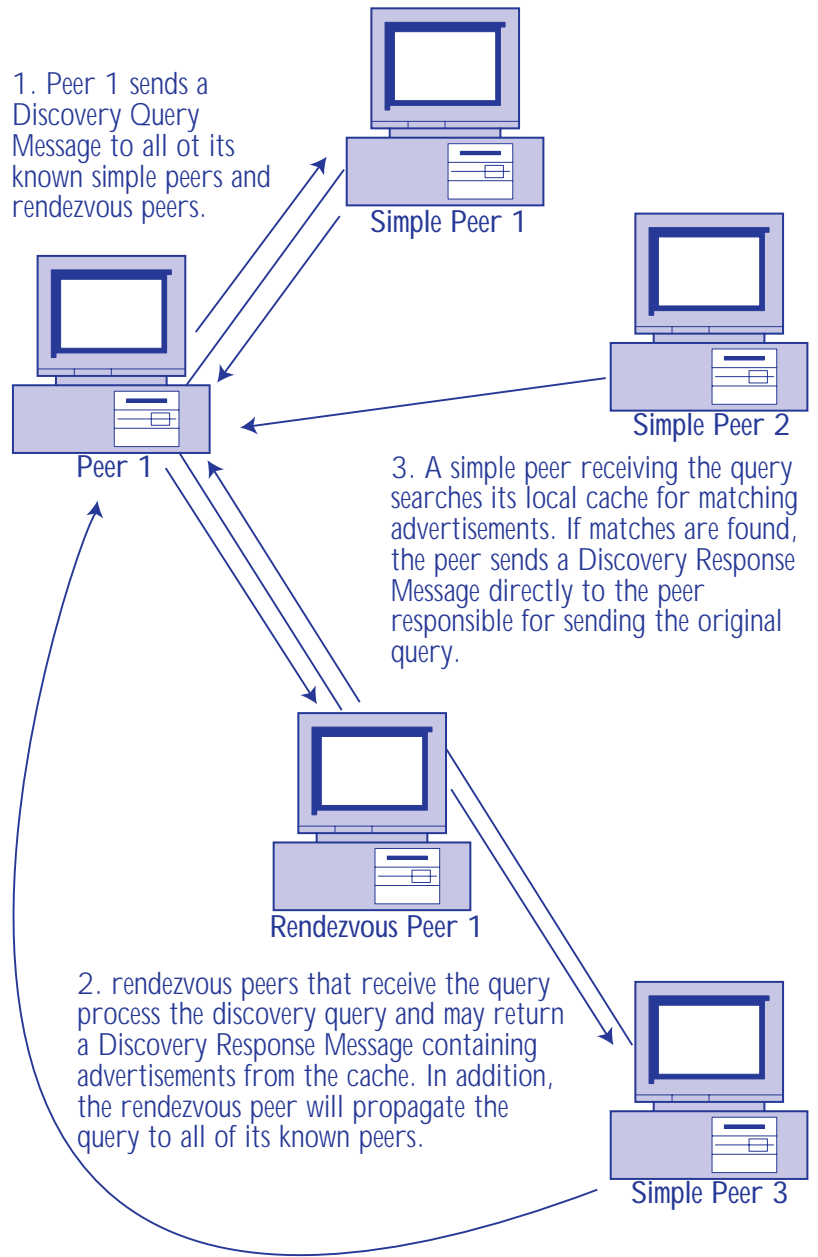 1. Peer 1 sends a
Discovery Query
Message to all ot its
known simple peers and
rendezvous peers.
Simple Peer 1
Simple Peer 2
Peer 1
3. A simple peer receiving the query
searches its local cache for matching
advertisements. If matches are found,
the peer sends a Discovery Response
Message directly to the peer
responsible for sending the original
query.
Rendezvous Peer 1
2. rendezvous peers that receive the query
process the discovery query and may return
a Discovery Response Message containing
advertisements from the cache. In addition,
the rendezvous peer will propagate the
query to all of its known peers.
Simple Peer 3